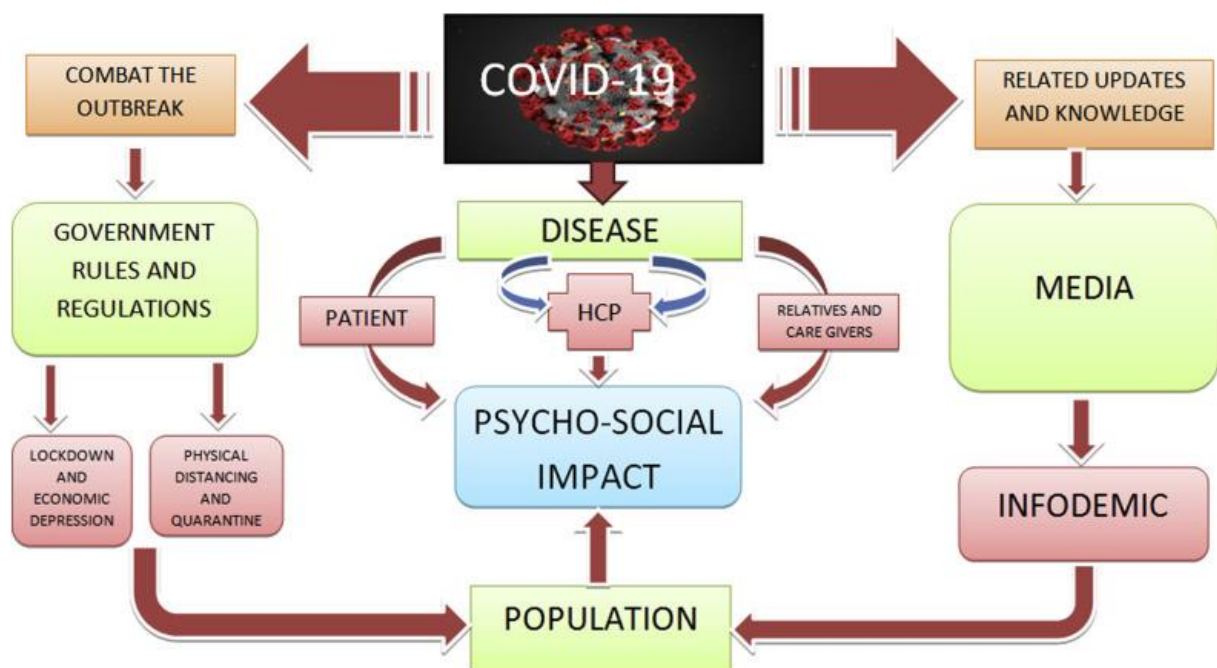 COVID-19
COMBAT THE
OUTBREAK
RELATED UPDATES
AND KNOWLEDGE
GOVERNMENT
RULES AND
REGULATIONS
DISEASE
MEDIA
PATIENT
HCP
RELATIVES AND
CARE GIVERS
PSYCHO-SOCIAL
IMPACT
LOCKDOWN
AND
ECONOMIC
DEPRESSION
PHYSICAL
DISTANCING
AND
QUARANTINE
INFODEMIC
POPULATION